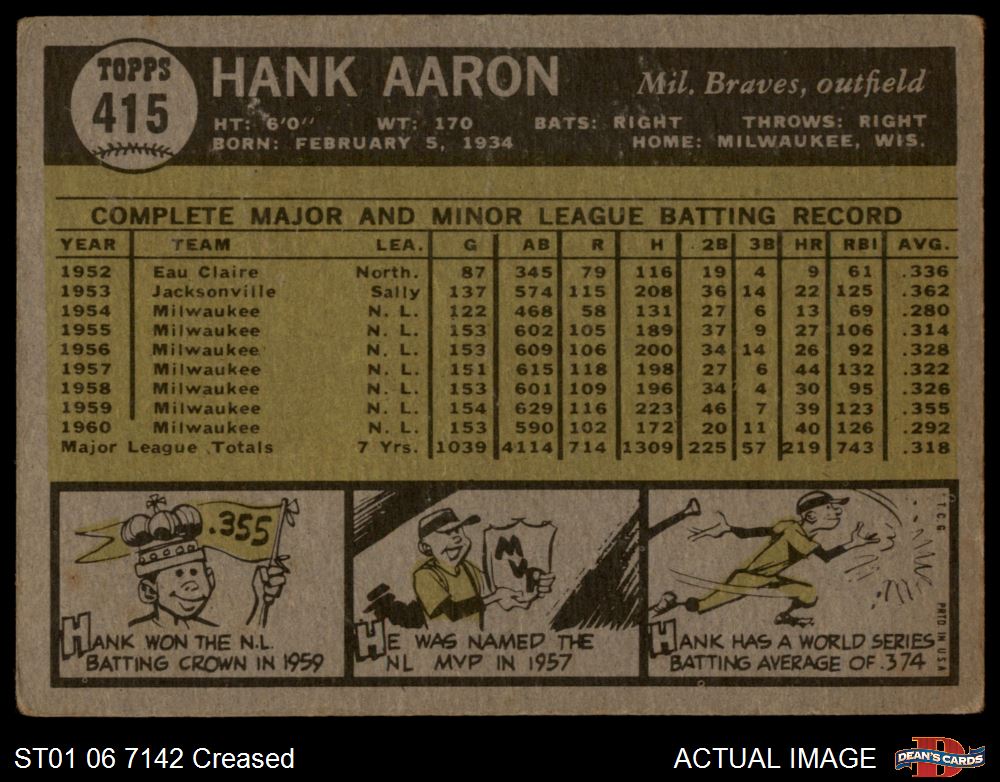 TOPPS
415
HANK AARON
Mil. Braves, outfield
HT: 6'0" WT: 170 BATS: RIGHT THROWS: RIGHT
BORN: FEBRUARY 5, 1934 HOME: MILWAUKEE, WIS.
COMPLETE MAJOR AND MINOR LEAGUE BATTING RECORD
YEAR TEAM LEA. G AB R H 2B 3B HR RBI AVG.
1952 Eau Claire North. 87 345 79 116 19 4 9 61 .336
1953 Jacksonville Sally 137 574 115 208 36 14 22 125 .362
1954 Milwaukee N. L. 122 468 58 131 27 6 13 69 .280
1955 Milwaukee N. L. 153 602 105 189 37 9 27 106 .314
1956 Milwaukee N. L. 153 609 106 200 34 14 26 92 .328
1957 Milwaukee N. L. 151 615 118 198 27 6 44 132 .322
1958 Milwaukee N. L. 153 601 109 196 34 4 30 95 .326
1959 Milwaukee N. L. 154 629 116 223 46 7 39 123 .355
1960 Milwaukee N. L. 153 590 102 172 20 11 40 126 .292
Major League Totals 7 Yrs. 1039 4114 714 1309 225 57 219 743 .318
.355
HANK WON THE N.L.
BATTING CROWN IN 1959
MVP
HE WAS NAMED THE
NL MVP IN 1957
HANK HAS A WORLD SERIES
BATTING AVERAGE OF .374
T.C.G.
PRTD. IN U.S.A.
ST01 06 7142 Creased
ACTUAL IMAGE
D
DEAN'S CARDS